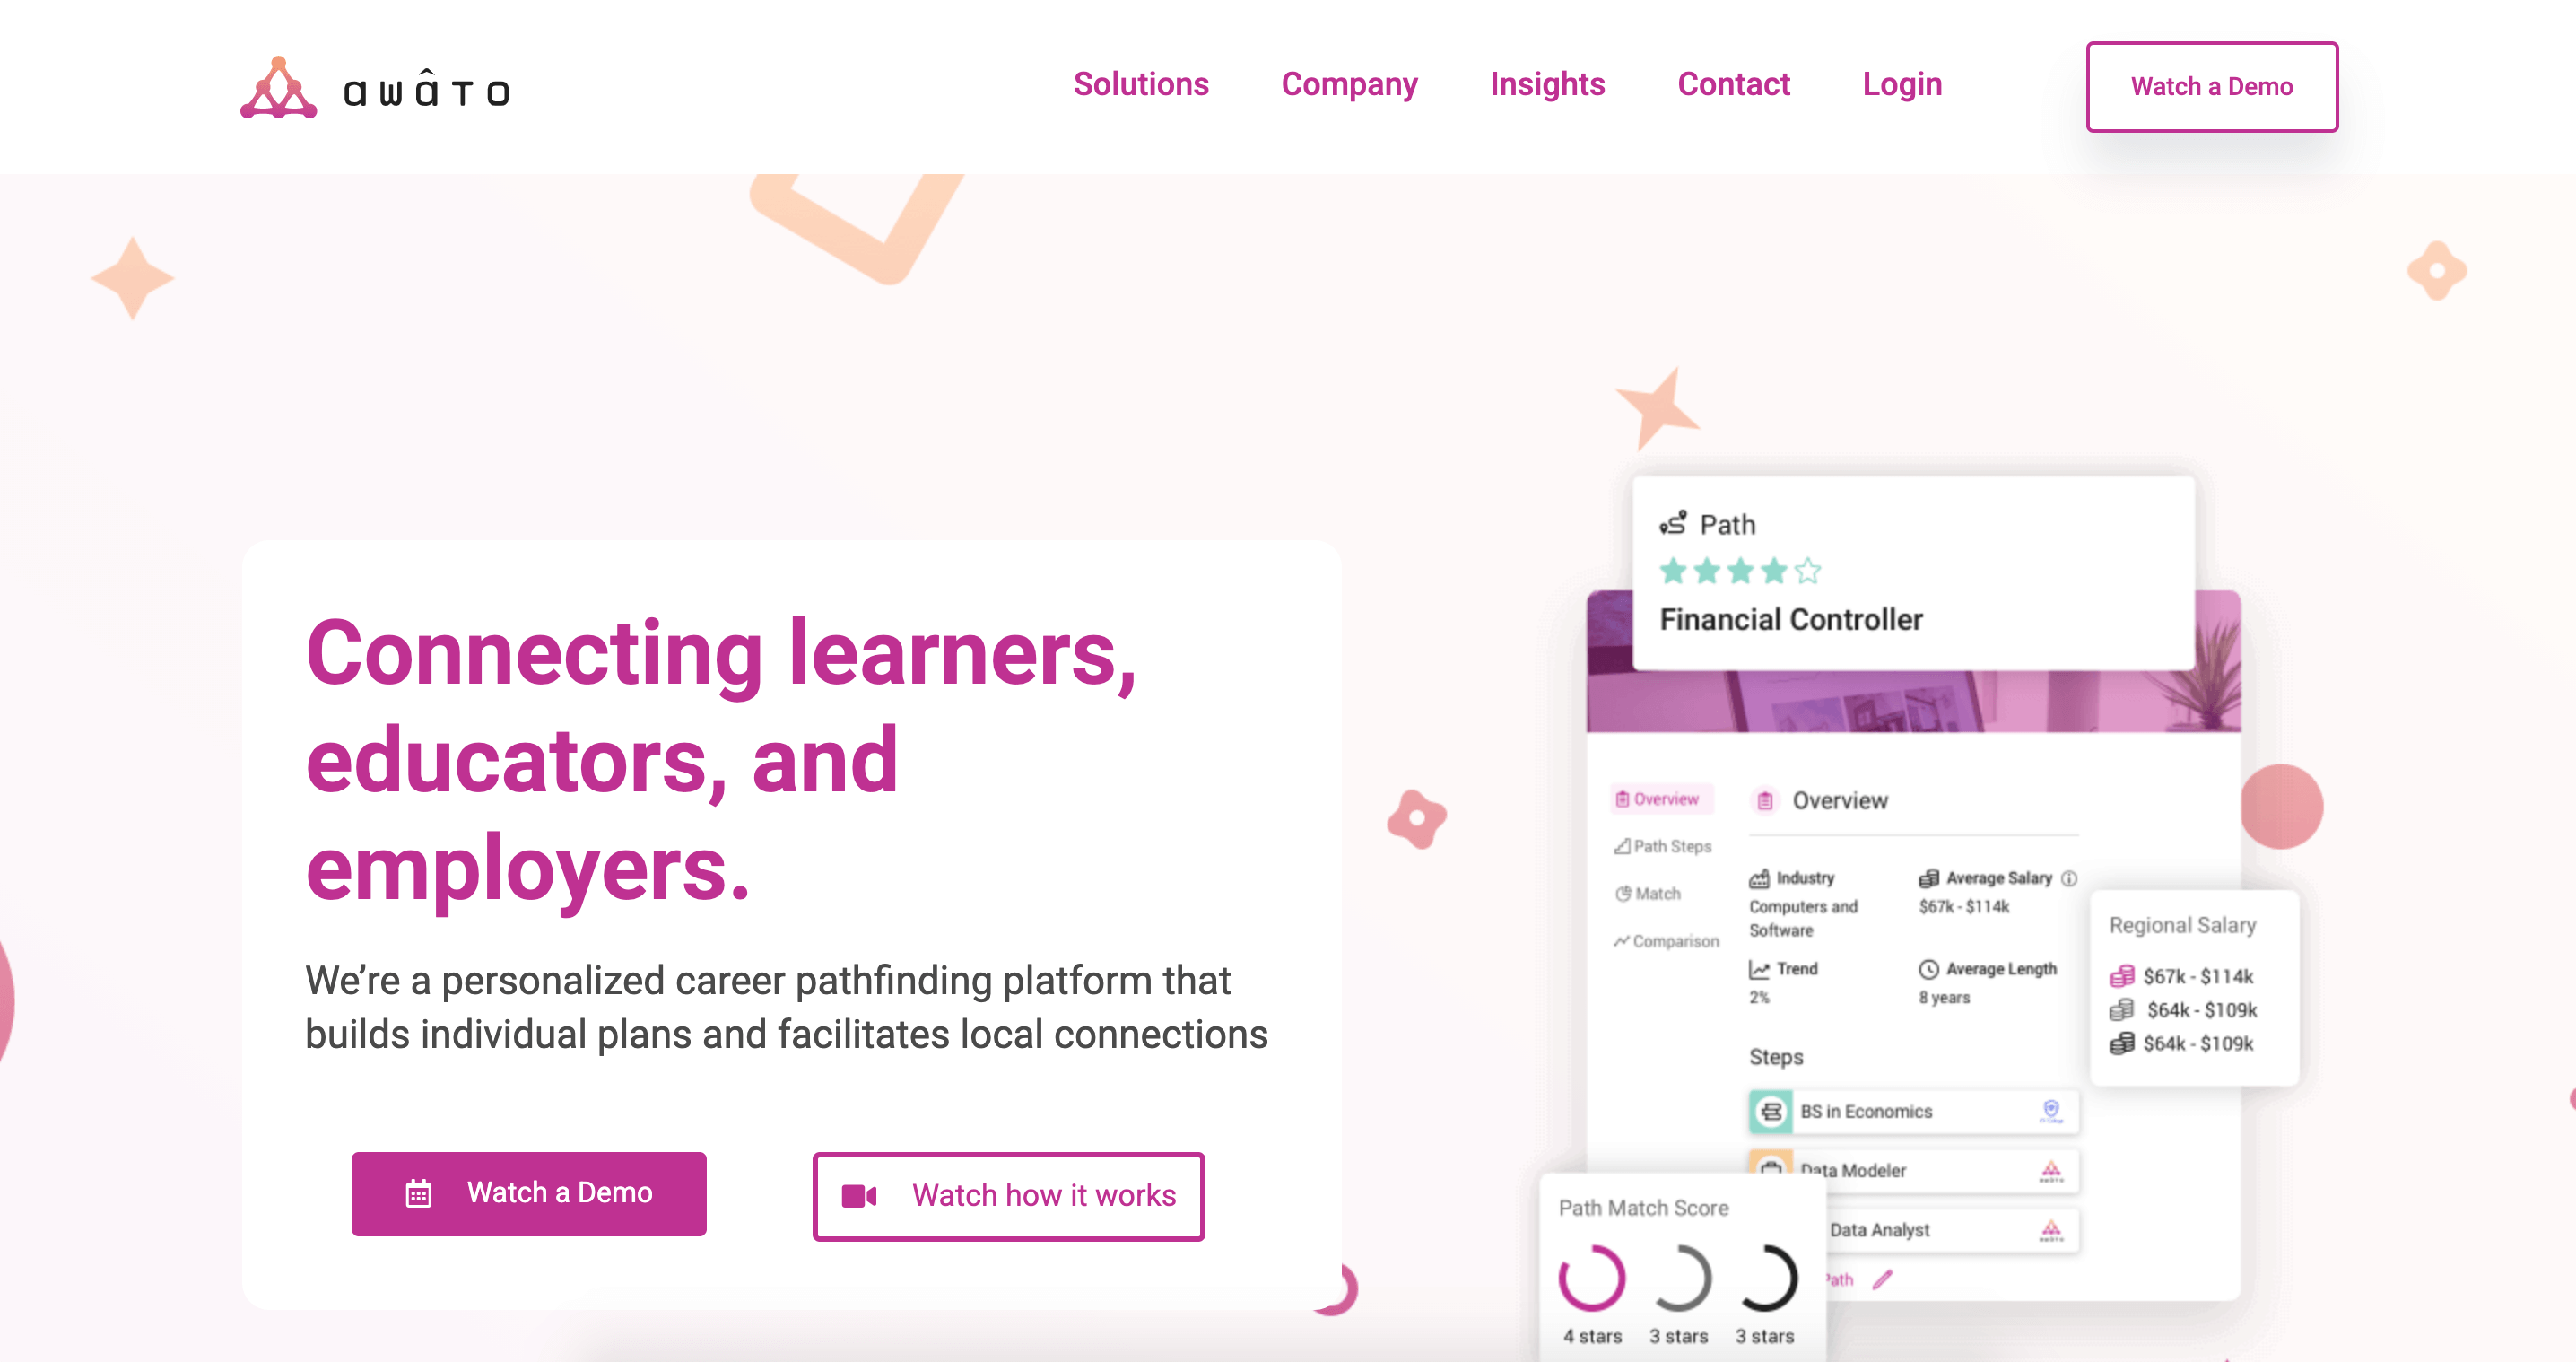 awâto
Solutions
Company
Insights
Contact
Login
Watch a Demo
Connecting learners,
educators, and
employers.
We’re a personalized career pathfinding platform that
builds individual plans and facilitates local connections
Watch a Demo
Watch how it works
Path
Financial Controller
Overview
Path Steps
Match
Comparison
Overview
Industry
Computers and
Software
Average Salary
$67k - $114k
Trend
2%
Average Length
8 years
Regional Salary
$67k - $114k
$64k - $109k
$64k - $109k
Steps
BS in Economics
Data Modeler
awâto
Data Analyst
awâto
Path
Path Match Score
4 stars
3 stars
3 stars